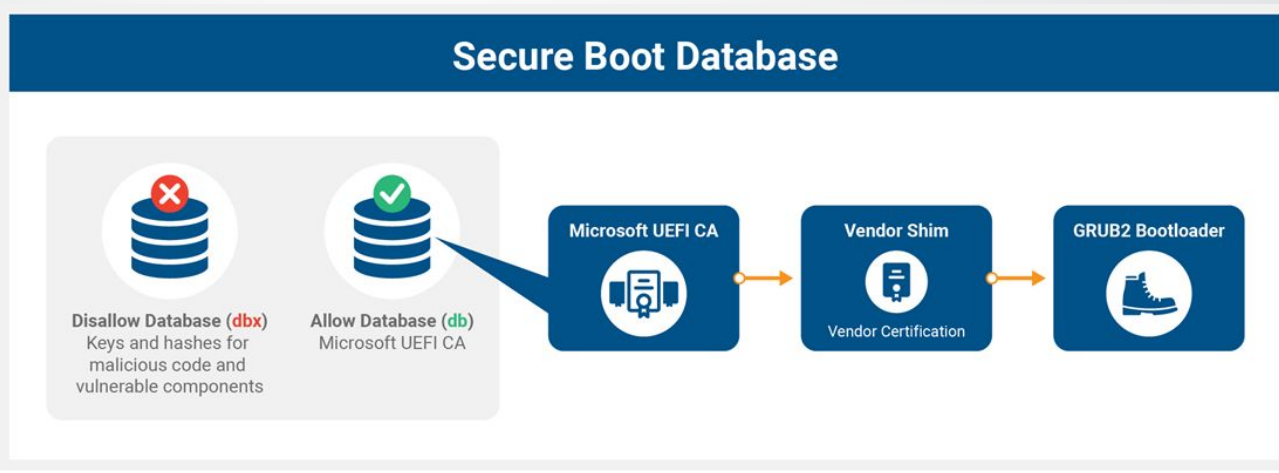 Secure Boot Database
Disallow Database (dbx)
Keys and hashes for
malicious code and
vulnerable components
Allow Database (db)
Microsoft UEFI CA
Microsoft UEFI CA
Vendor Shim
Vendor Certification
GRUB2 Bootloader